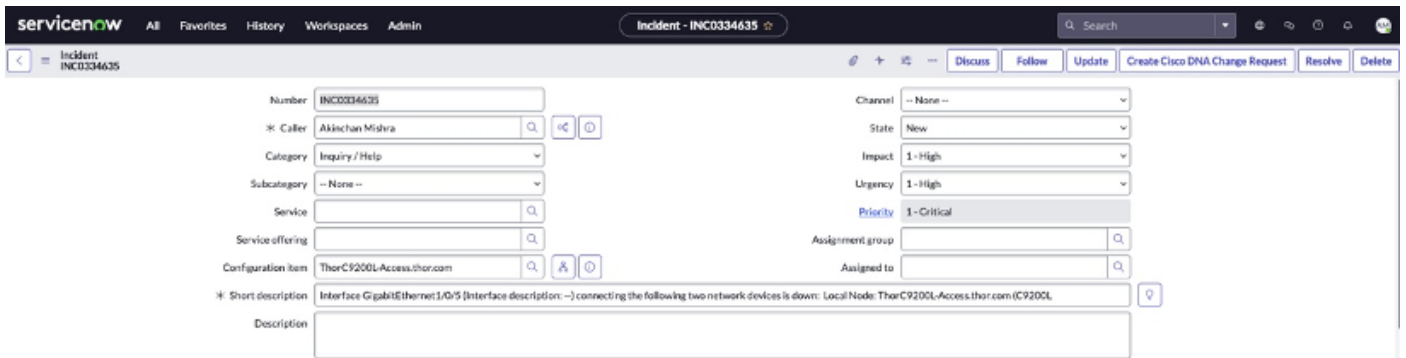 servicenow All Favorites History Workspaces Admin Incident - INC0334635 ☆ Search
Incident
INC0334635
Discuss Follow Update Create Cisco DNA Change Request Resolve Delete
Number INC0334635 Channel -- None --
* Caller Akinchan Mishra State New
Category Inquiry / Help Impact 1 - High
Subcategory -- None -- Urgency 1 - High
Service Priority 1 - Critical
Service offering Assignment group
Configuration item ThorC9200L-Access.thor.com Assigned to
* Short description Interface GigabitEthernet1/0/5 (Interface description: --) connecting the following two network devices is down: Local Node: ThorC9200L-Access.thor.com (C9200L
Description